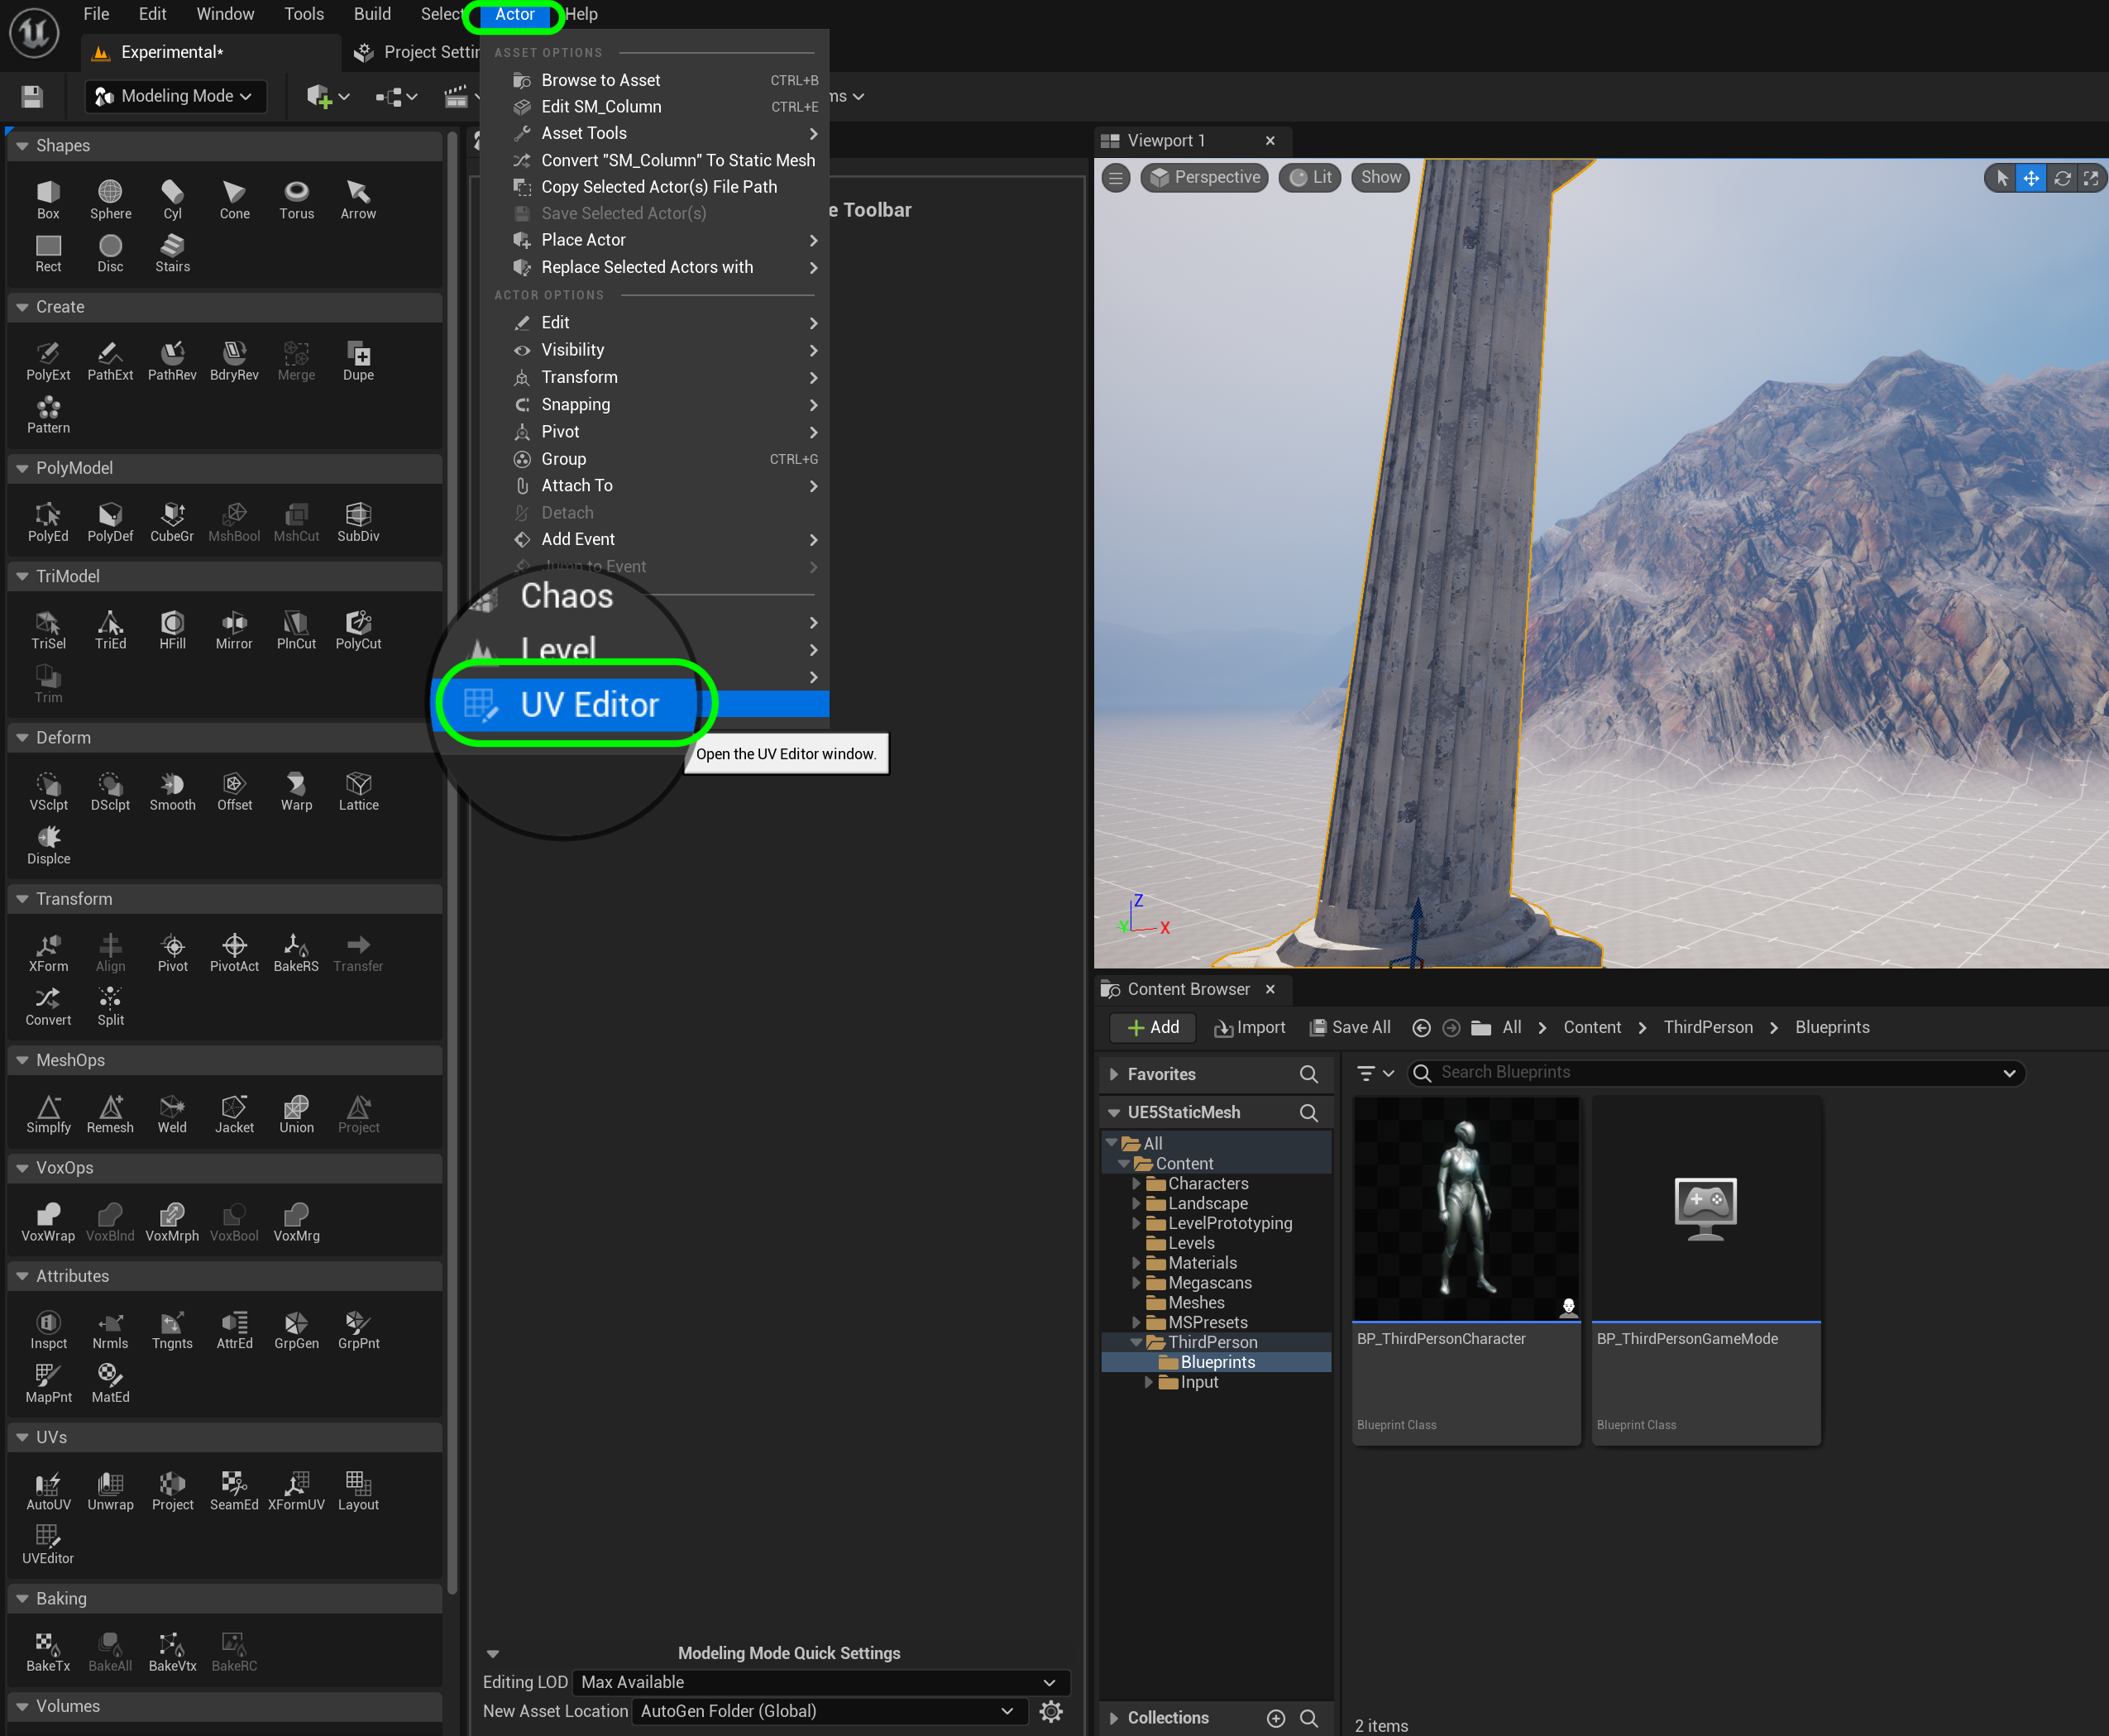 File Edit Window Tools Build Select Actor Help
Experimental*
Project Settin
Modeling Mode
ms
Shapes
Box Sphere Cyl Cone Torus Arrow
Rect Disc Stairs
Create
PolyExt PathExt PathRev BdryRev Merge Dupe
Pattern
PolyModel
PolyEd PolyDef CubeGr MshBool MshCut SubDiv
TriModel
TriSel TriEd HFill Mirror PlnCut PolyCut
Trim
Deform
VSclpt DSclpt Smooth Offset Warp Lattice
Displce
Transform
XForm Align Pivot PivotAct BakeRS Transfer
Convert Split
MeshOps
Simplfy Remesh Weld Jacket Union Project
VoxOps
VoxWrap VoxBlnd VoxMrph VoxBool VoxMrg
Attributes
Inspct Nrmls Tngnts AttrEd GrpGen GrpPnt
MapPnt MatEd
UVs
AutoUV Unwrap Project SeamEd XFormUV Layout
UVEditor
Baking
BakeTx BakeAll BakeVtx BakeRC
Volumes
ASSET OPTIONS
Browse to Asset CTRL+B
Edit SM_Column CTRL+E
Asset Tools
Convert "SM_Column" To Static Mesh
Copy Selected Actor(s) File Path
Save Selected Actor(s)
Place Actor
Replace Selected Actors with
ACTOR OPTIONS
Edit
Visibility
Transform
Snapping
Pivot
Group CTRL+G
Attach To
Detach
Add Event
Jump to Event
Chaos
Level
UV Editor
Open the UV Editor window.
e Toolbar
Modeling Mode Quick Settings
Editing LOD Max Available
New Asset Location AutoGen Folder (Global)
Viewport 1
Perspective Lit Show
Z
Y X
Content Browser
Add Import Save All All Content ThirdPerson Blueprints
Favorites
Search Blueprints
UE5StaticMesh
All
Content
Characters
Landscape
LevelPrototyping
Levels
Materials
Megascans
Meshes
MSPresets
ThirdPerson
Blueprints
Input
BP_ThirdPersonCharacter
Blueprint Class
BP_ThirdPersonGameMode
Blueprint Class
Collections
2 items